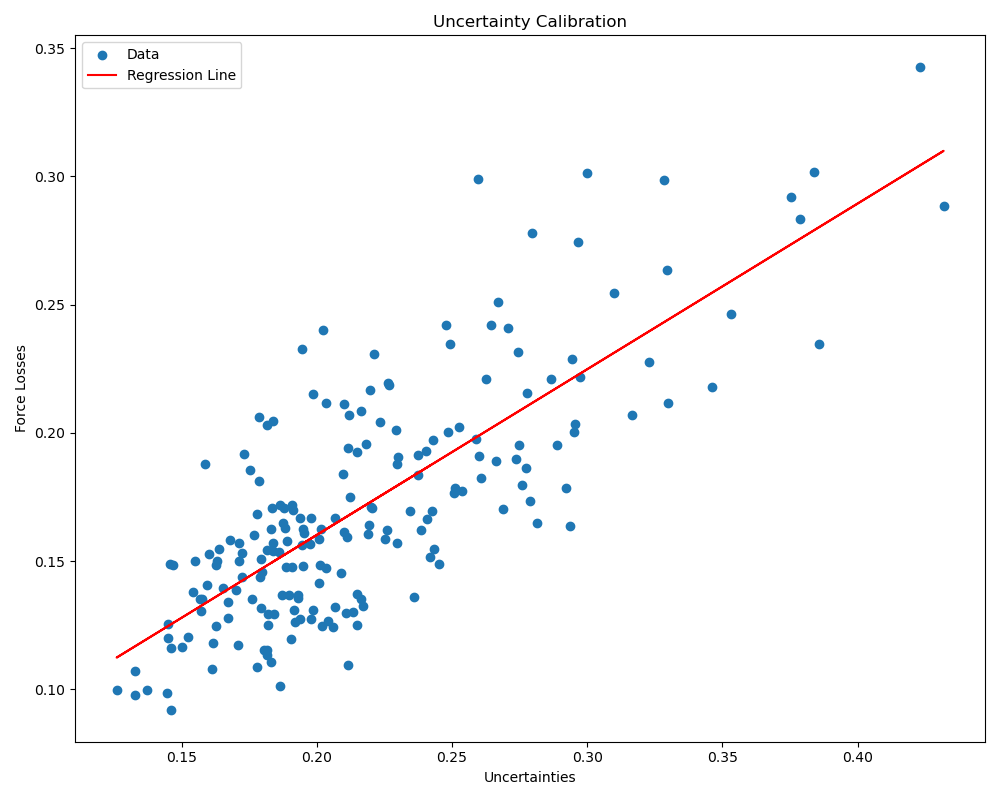 Uncertainty Calibration
Data
Regression Line
0.35
0.30
0.25
0.20
0.15
0.10
Force Losses
0.15 0.20 0.25 0.30 0.35 0.40
Uncertainties